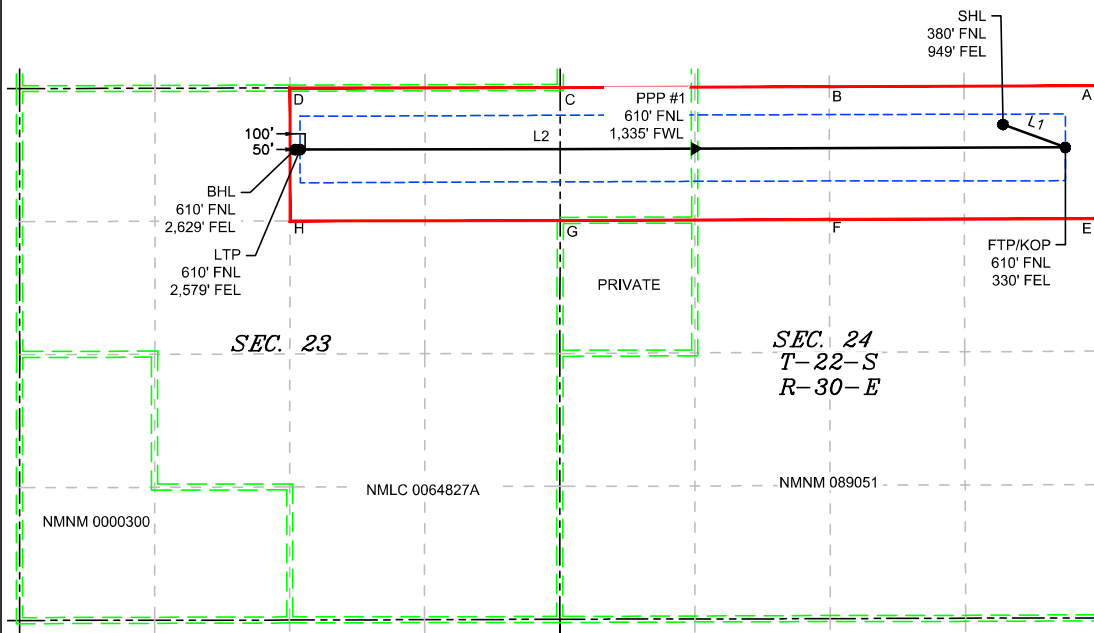 SHL
380' FNL
949' FEL
D
C
PPP #1
610' FNL
1,335' FWL
B
A
L1
L2
100'
50'
BHL
610' FNL
2,629' FEL
LTP
610' FNL
2,579' FEL
H
G
F
E
FTP/KOP
610' FNL
330' FEL
PRIVATE
SEC. 23
SEC. 24
T-22-S
R-30-E
NMLC 0064827A
NMNM 089051
NMNM 0000300